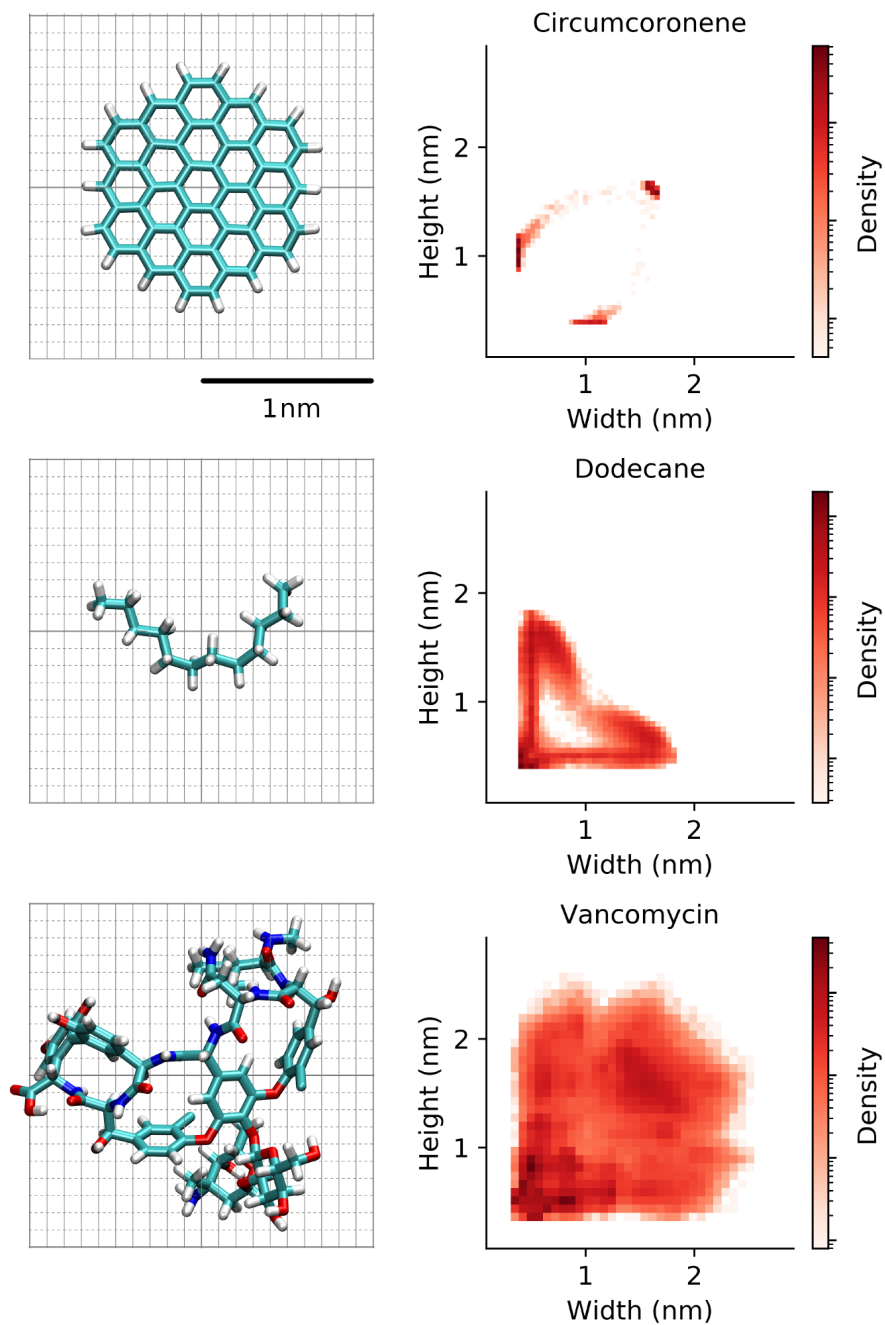 Circumcoronene
2
1
Height (nm)
Density
1 2
Width (nm)
1nm
Dodecane
2
1
Height (nm)
Density
1 2
Width (nm)
Vancomycin
2
1
Height (nm)
Density
1 2
Width (nm)